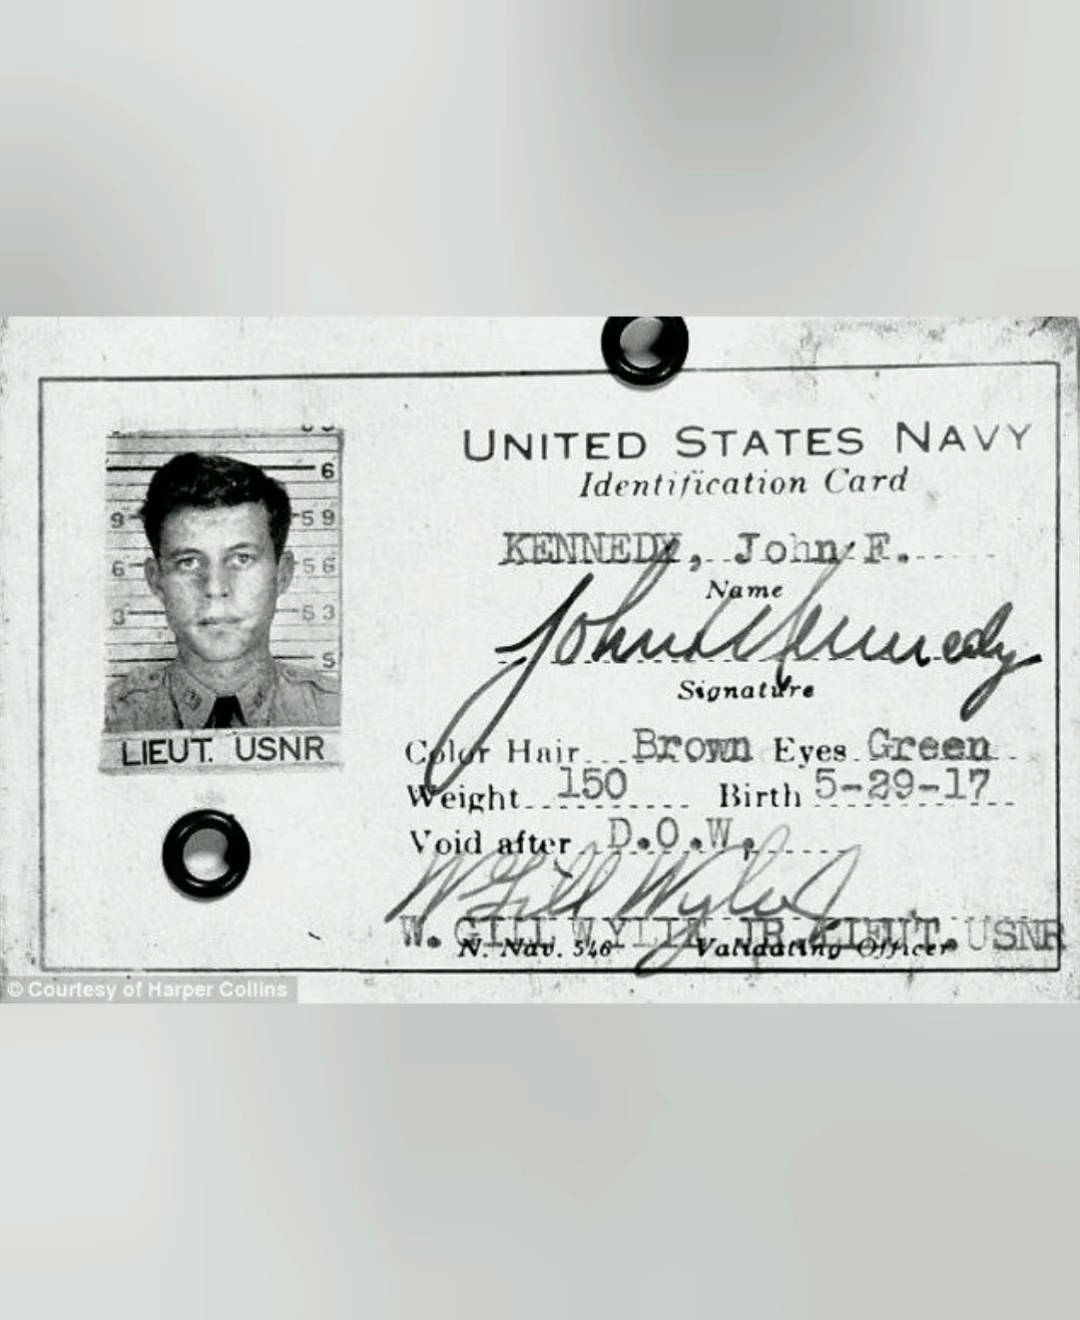 6
9 59
6 56
3 53
5
LIEUT. USNR
UNITED STATES NAVY
Identification Card
KENNEDY, John F.
Name
John F Kennedy
Signature
Color Hair Brown Eyes Green
Weight 150 Birth 5-29-17
Void after D.O.W.
W Gill Wylie Jr
W. GILL WYLIE JR LIEUT. USNR
N. Nav. 546 Validating Officer
© Courtesy of Harper Collins